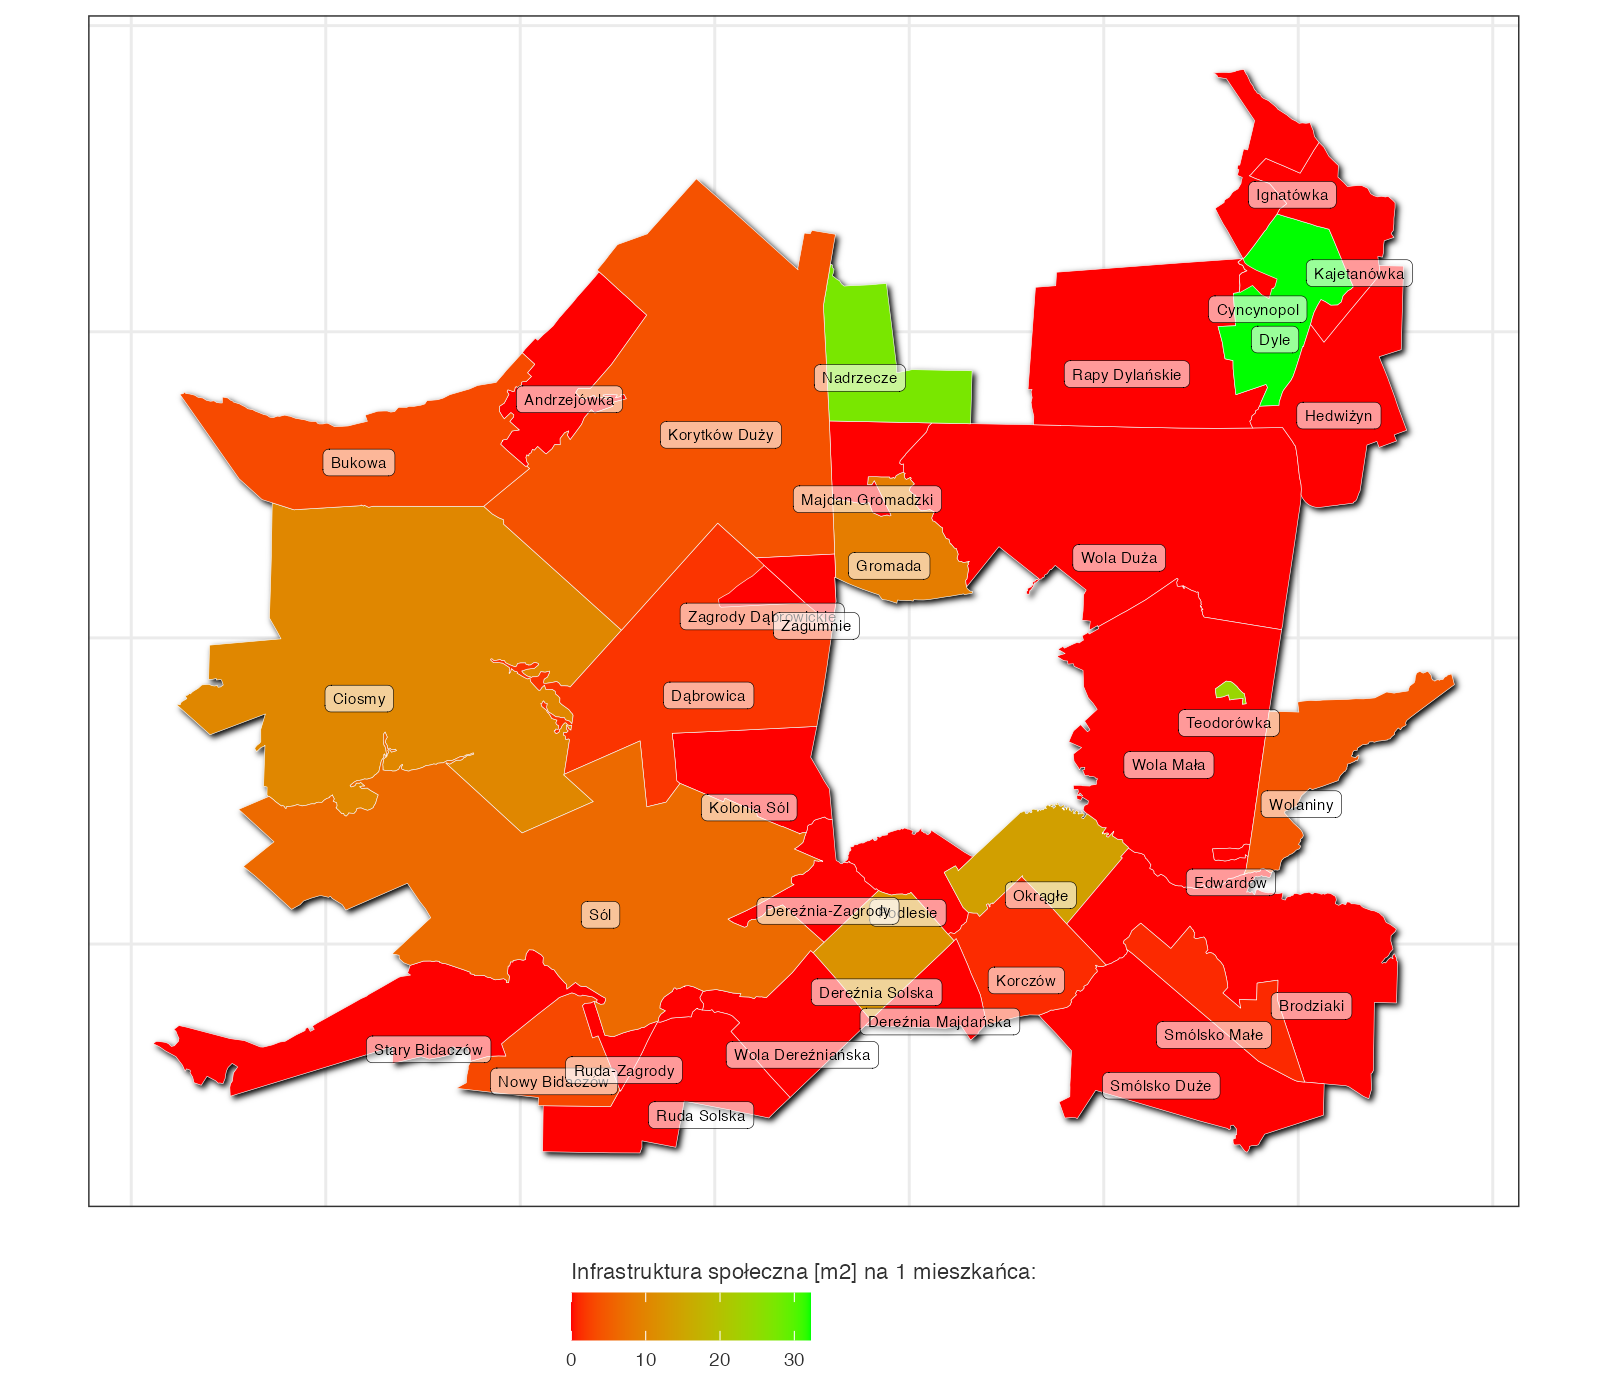 Ignatówka
Kajetanówka
Cyncynopol
Dyle
Rapy Dylańskie
Nadrzecze
Andrzejówka
Hedwiżyn
Korytków Duży
Bukowa
Majdan Gromadzki
Wola Duża
Gromada
Zagrody Dąbrowickie
Zagumnie
Dąbrowica
Ciosmy
Teodorówka
Wola Mała
Wolaniny
Kolonia Sól
Edwardów
Okrągłe
Dereźnia-Zagrody
Podlesie
Sól
Korczów
Dereźnia Solska
Brodziaki
Dereźnia Majdańska
Smólsko Małe
Stary Bidaczów
Wola Dereźniańska
Ruda-Zagrody
Nowy Bidaczów
Smólsko Duże
Ruda Solska
Infrastruktura społeczna [m2] na 1 mieszkańca:
0 10 20 30